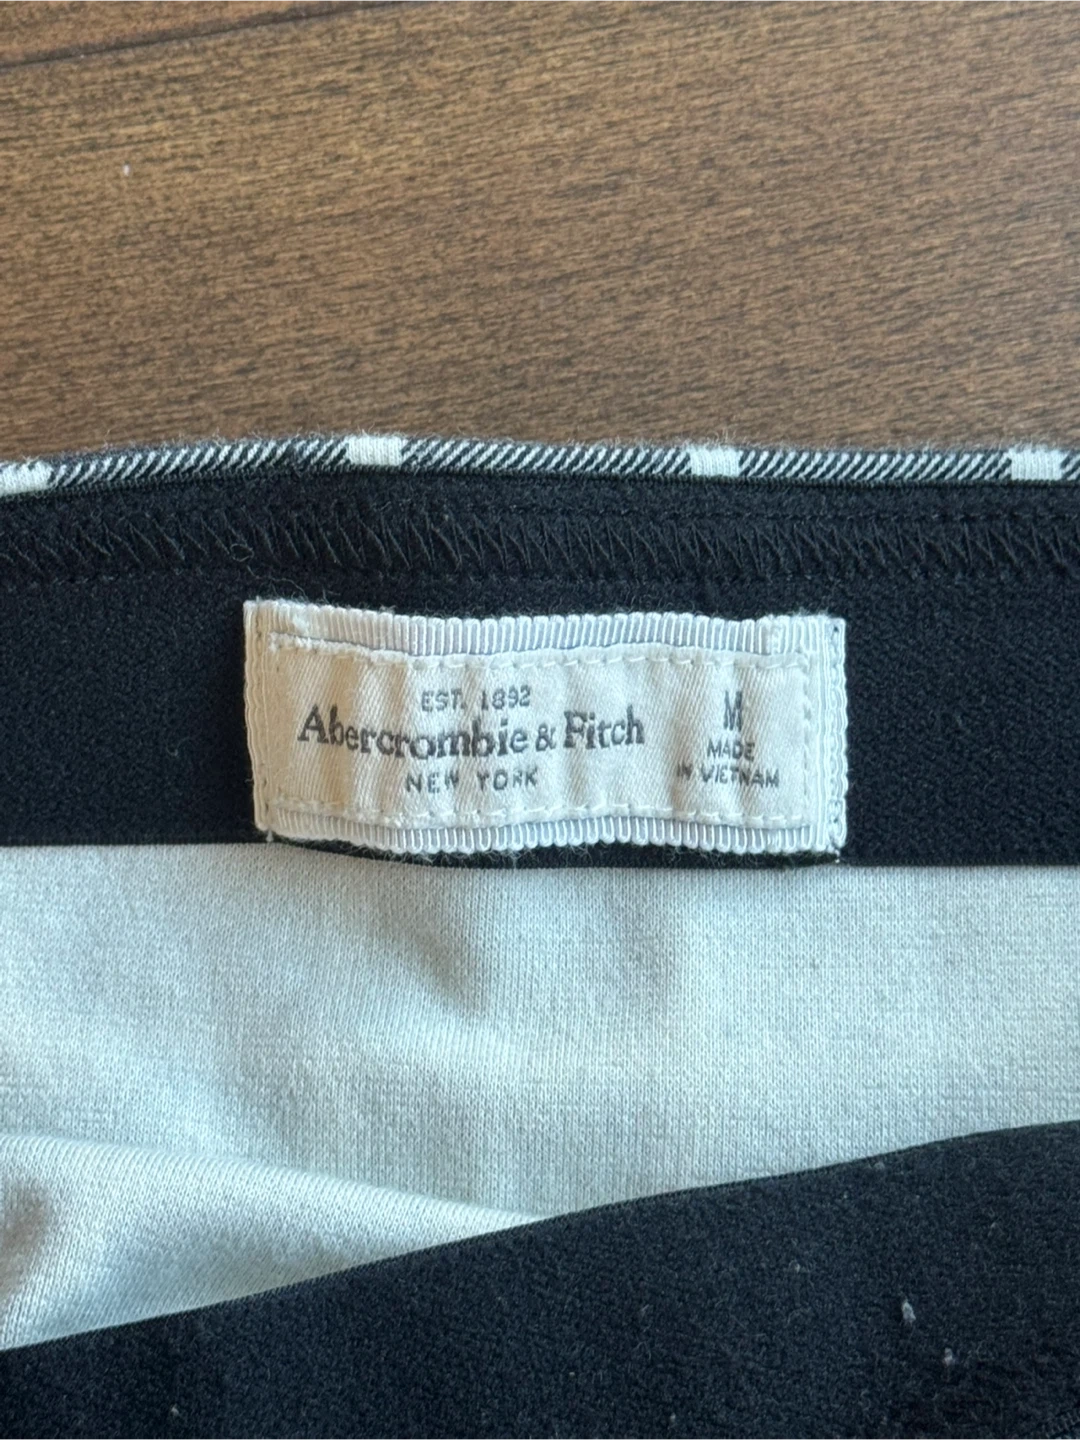 EST. 1892
Abercrombie & Fitch
NEW YORK
M
MADE
IN VIETNAM